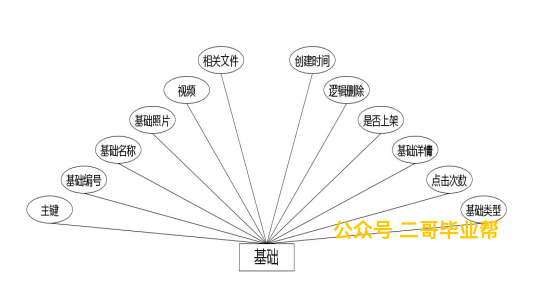 相关文件
创建时间
视频
逻辑删除
基础照片
是否上架
基础名称
基础详情
基础编号
点击次数
主键
基础类型
公众号 二哥毕业帮
基础